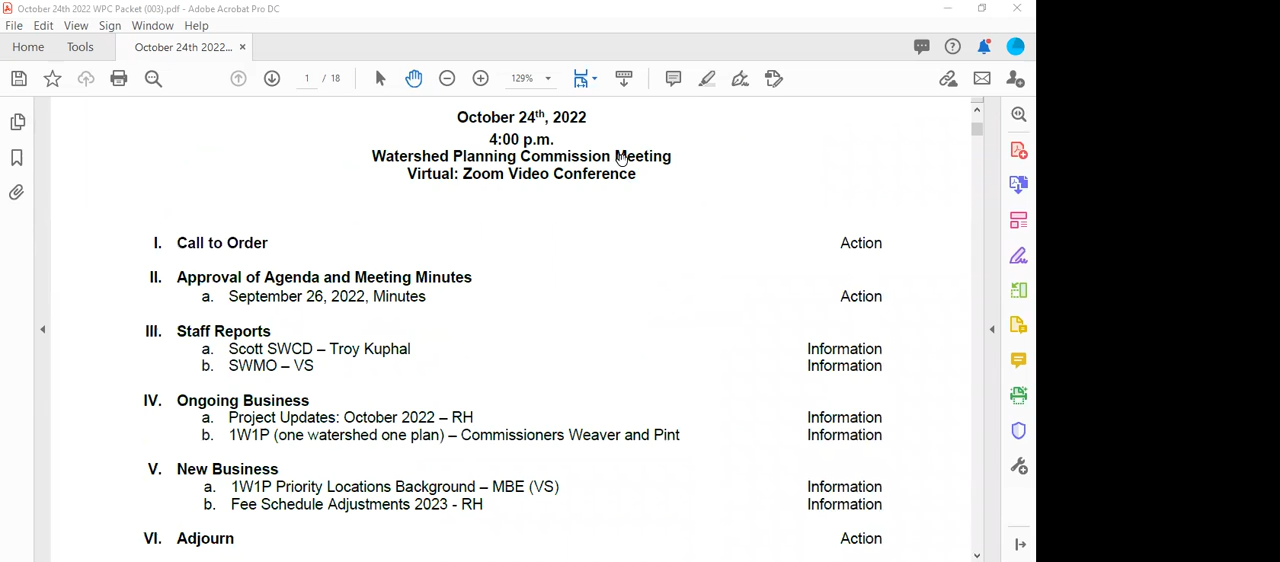 October 24th 2022 WPC Packet (003).pdf - Adobe Acrobat Pro DC
File Edit View Sign Window Help
Home Tools October 24th 2022... ×
1 / 18 129%
October 24th, 2022
4:00 p.m.
Watershed Planning Commission Meeting
Virtual: Zoom Video Conference
I. Call to Order Action
II. Approval of Agenda and Meeting Minutes
a. September 26, 2022, Minutes Action
III. Staff Reports
a. Scott SWCD – Troy Kuphal Information
b. SWMO – VS Information
IV. Ongoing Business
a. Project Updates: October 2022 – RH Information
b. 1W1P (one watershed one plan) – Commissioners Weaver and Pint Information
V. New Business
a. 1W1P Priority Locations Background – MBE (VS) Information
b. Fee Schedule Adjustments 2023 - RH Information
VI. Adjourn Action